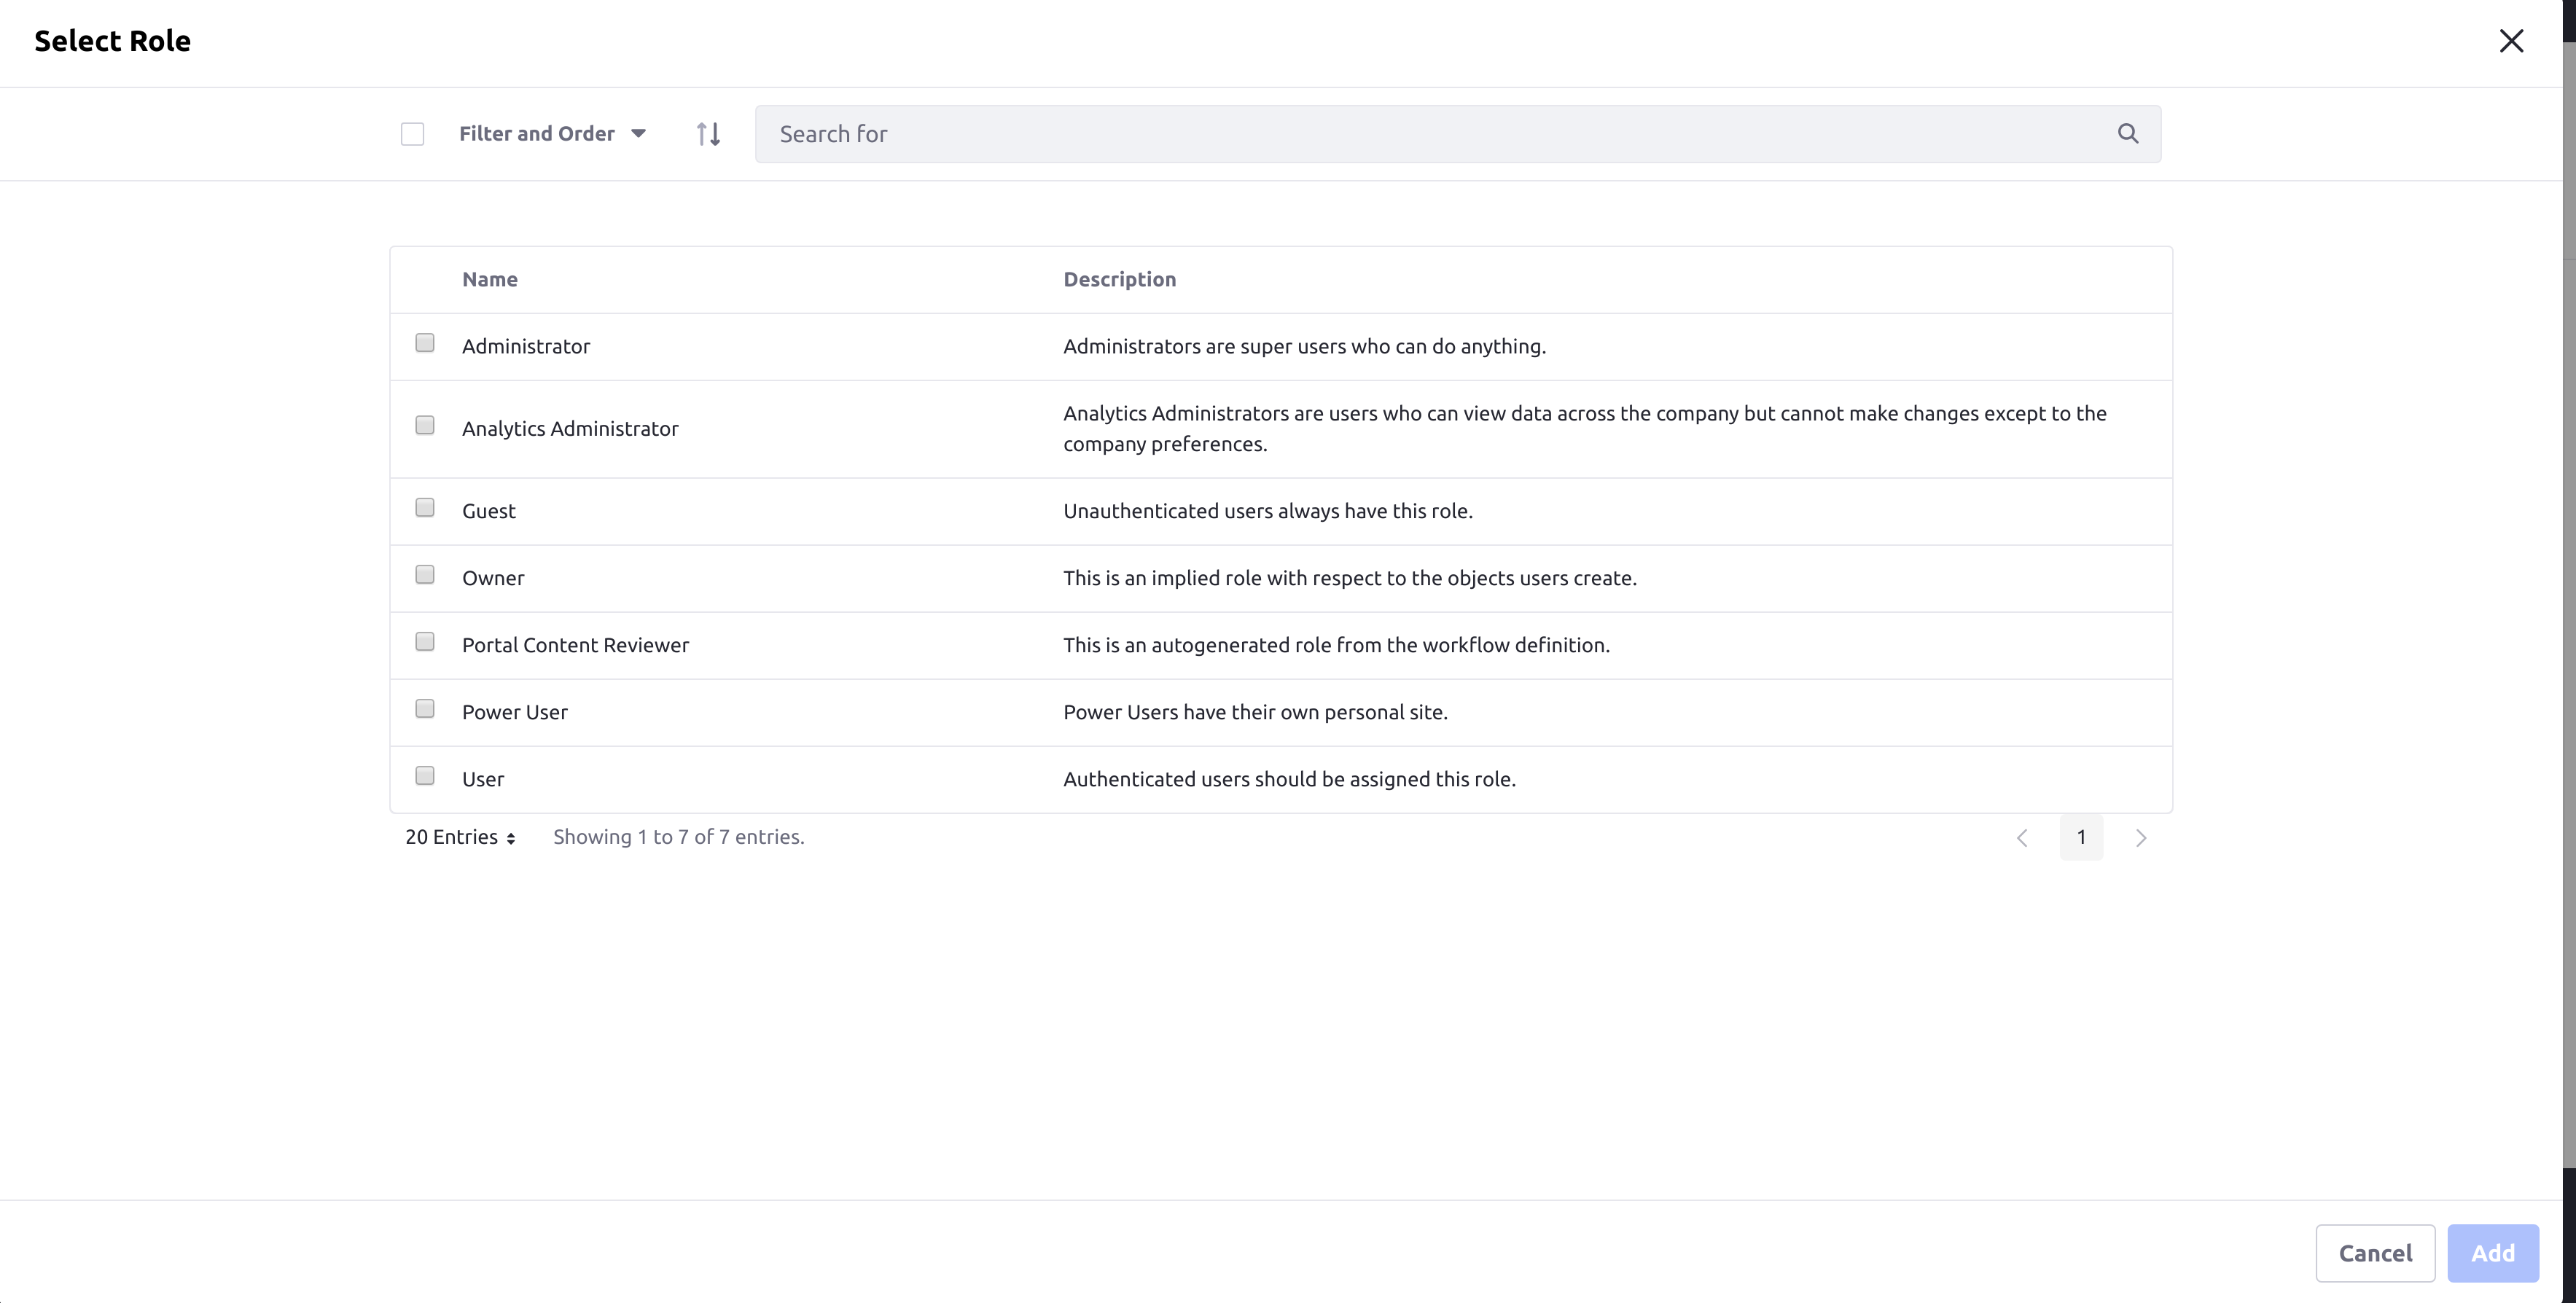 Select Role
Filter and Order
Search for
Name Description
Administrator Administrators are super users who can do anything.
Analytics Administrator Analytics Administrators are users who can view data across the company but cannot make changes except to the
company preferences.
Guest Unauthenticated users always have this role.
Owner This is an implied role with respect to the objects users create.
Portal Content Reviewer This is an autogenerated role from the workflow definition.
Power User Power Users have their own personal site.
User Authenticated users should be assigned this role.
20 Entries Showing 1 to 7 of 7 entries. 1
Cancel Add